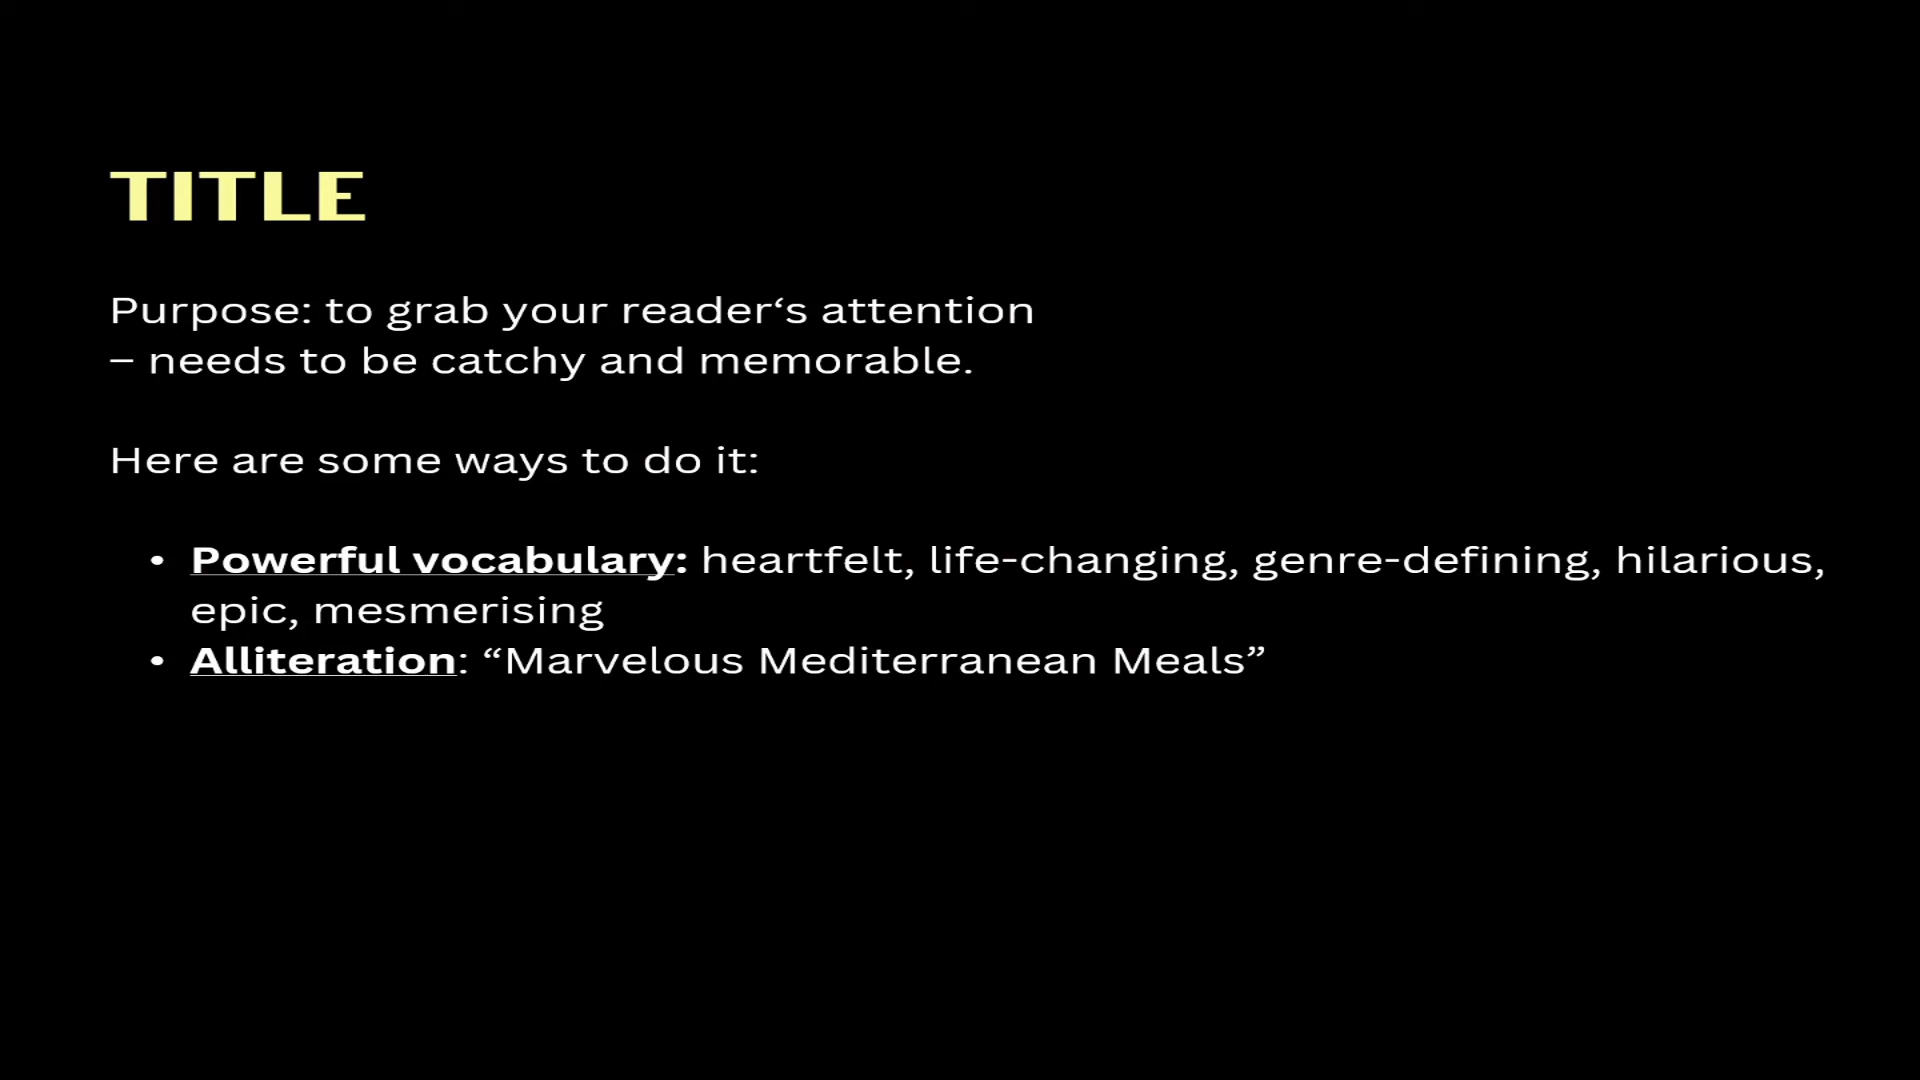 TITLE
Purpose: to grab your reader‘s attention
– needs to be catchy and memorable.
Here are some ways to do it:
• Powerful vocabulary: heartfelt, life-changing, genre-defining, hilarious,
epic, mesmerising
• Alliteration: “Marvelous Mediterranean Meals”